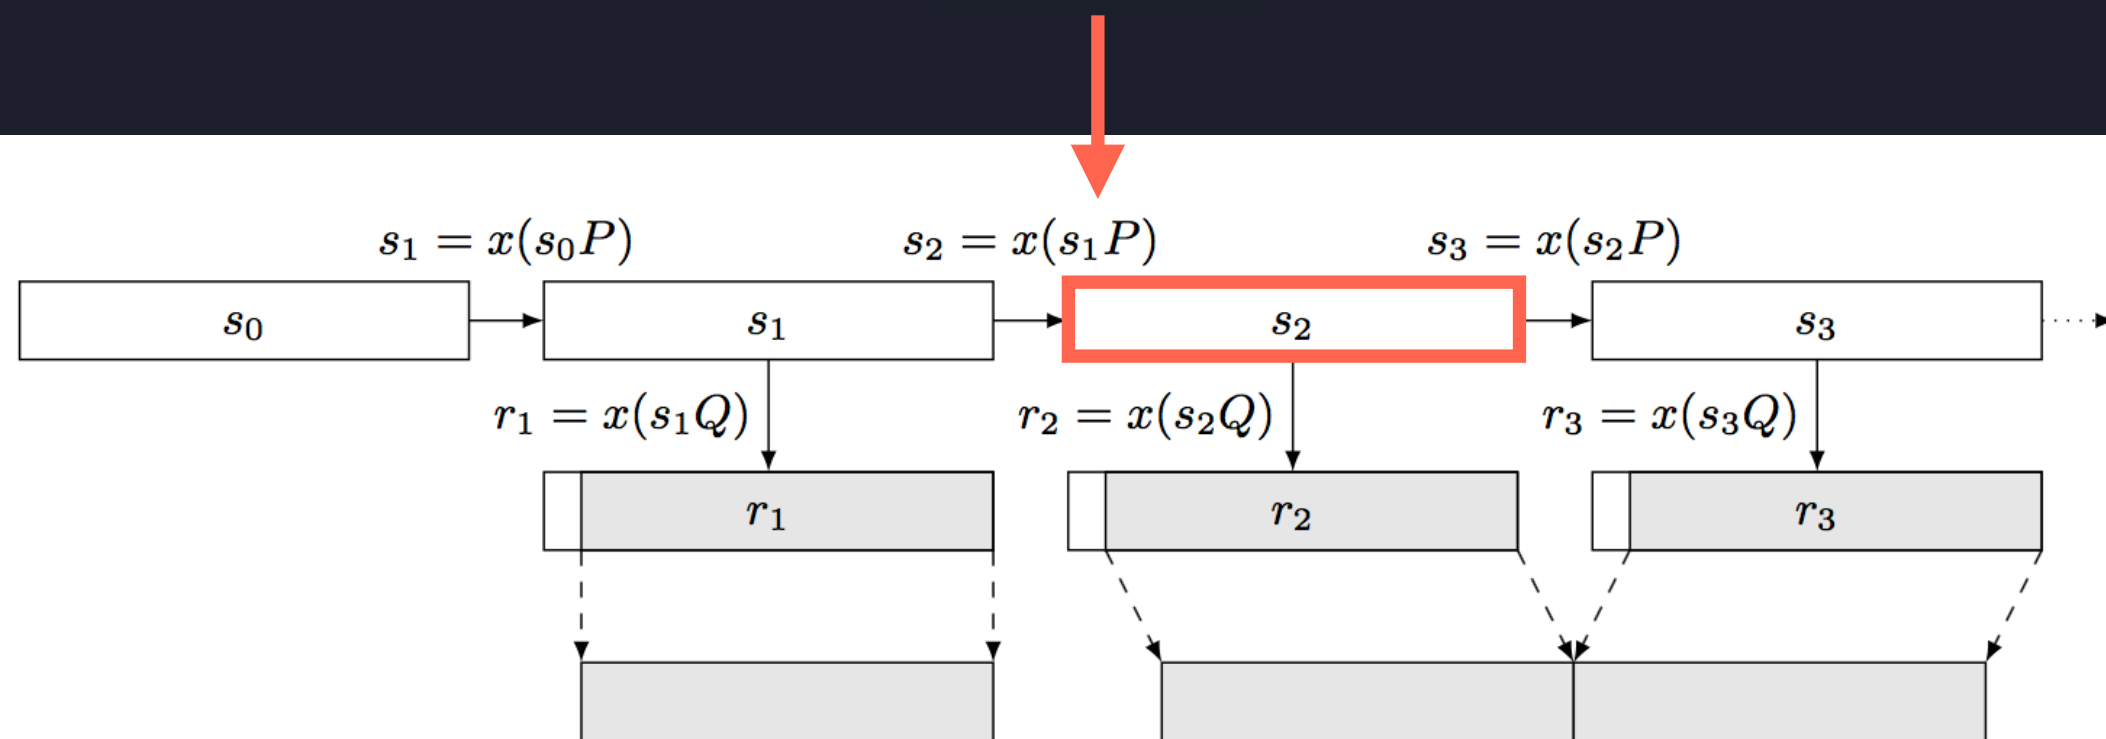 s₁ = x(s₀P) s₂ = x(s₁P) s₃ = x(s₂P)
s₀ s₁ s₂ s₃
r₁ = x(s₁Q) r₂ = x(s₂Q) r₃ = x(s₃Q)
r₁ r₂ r₃